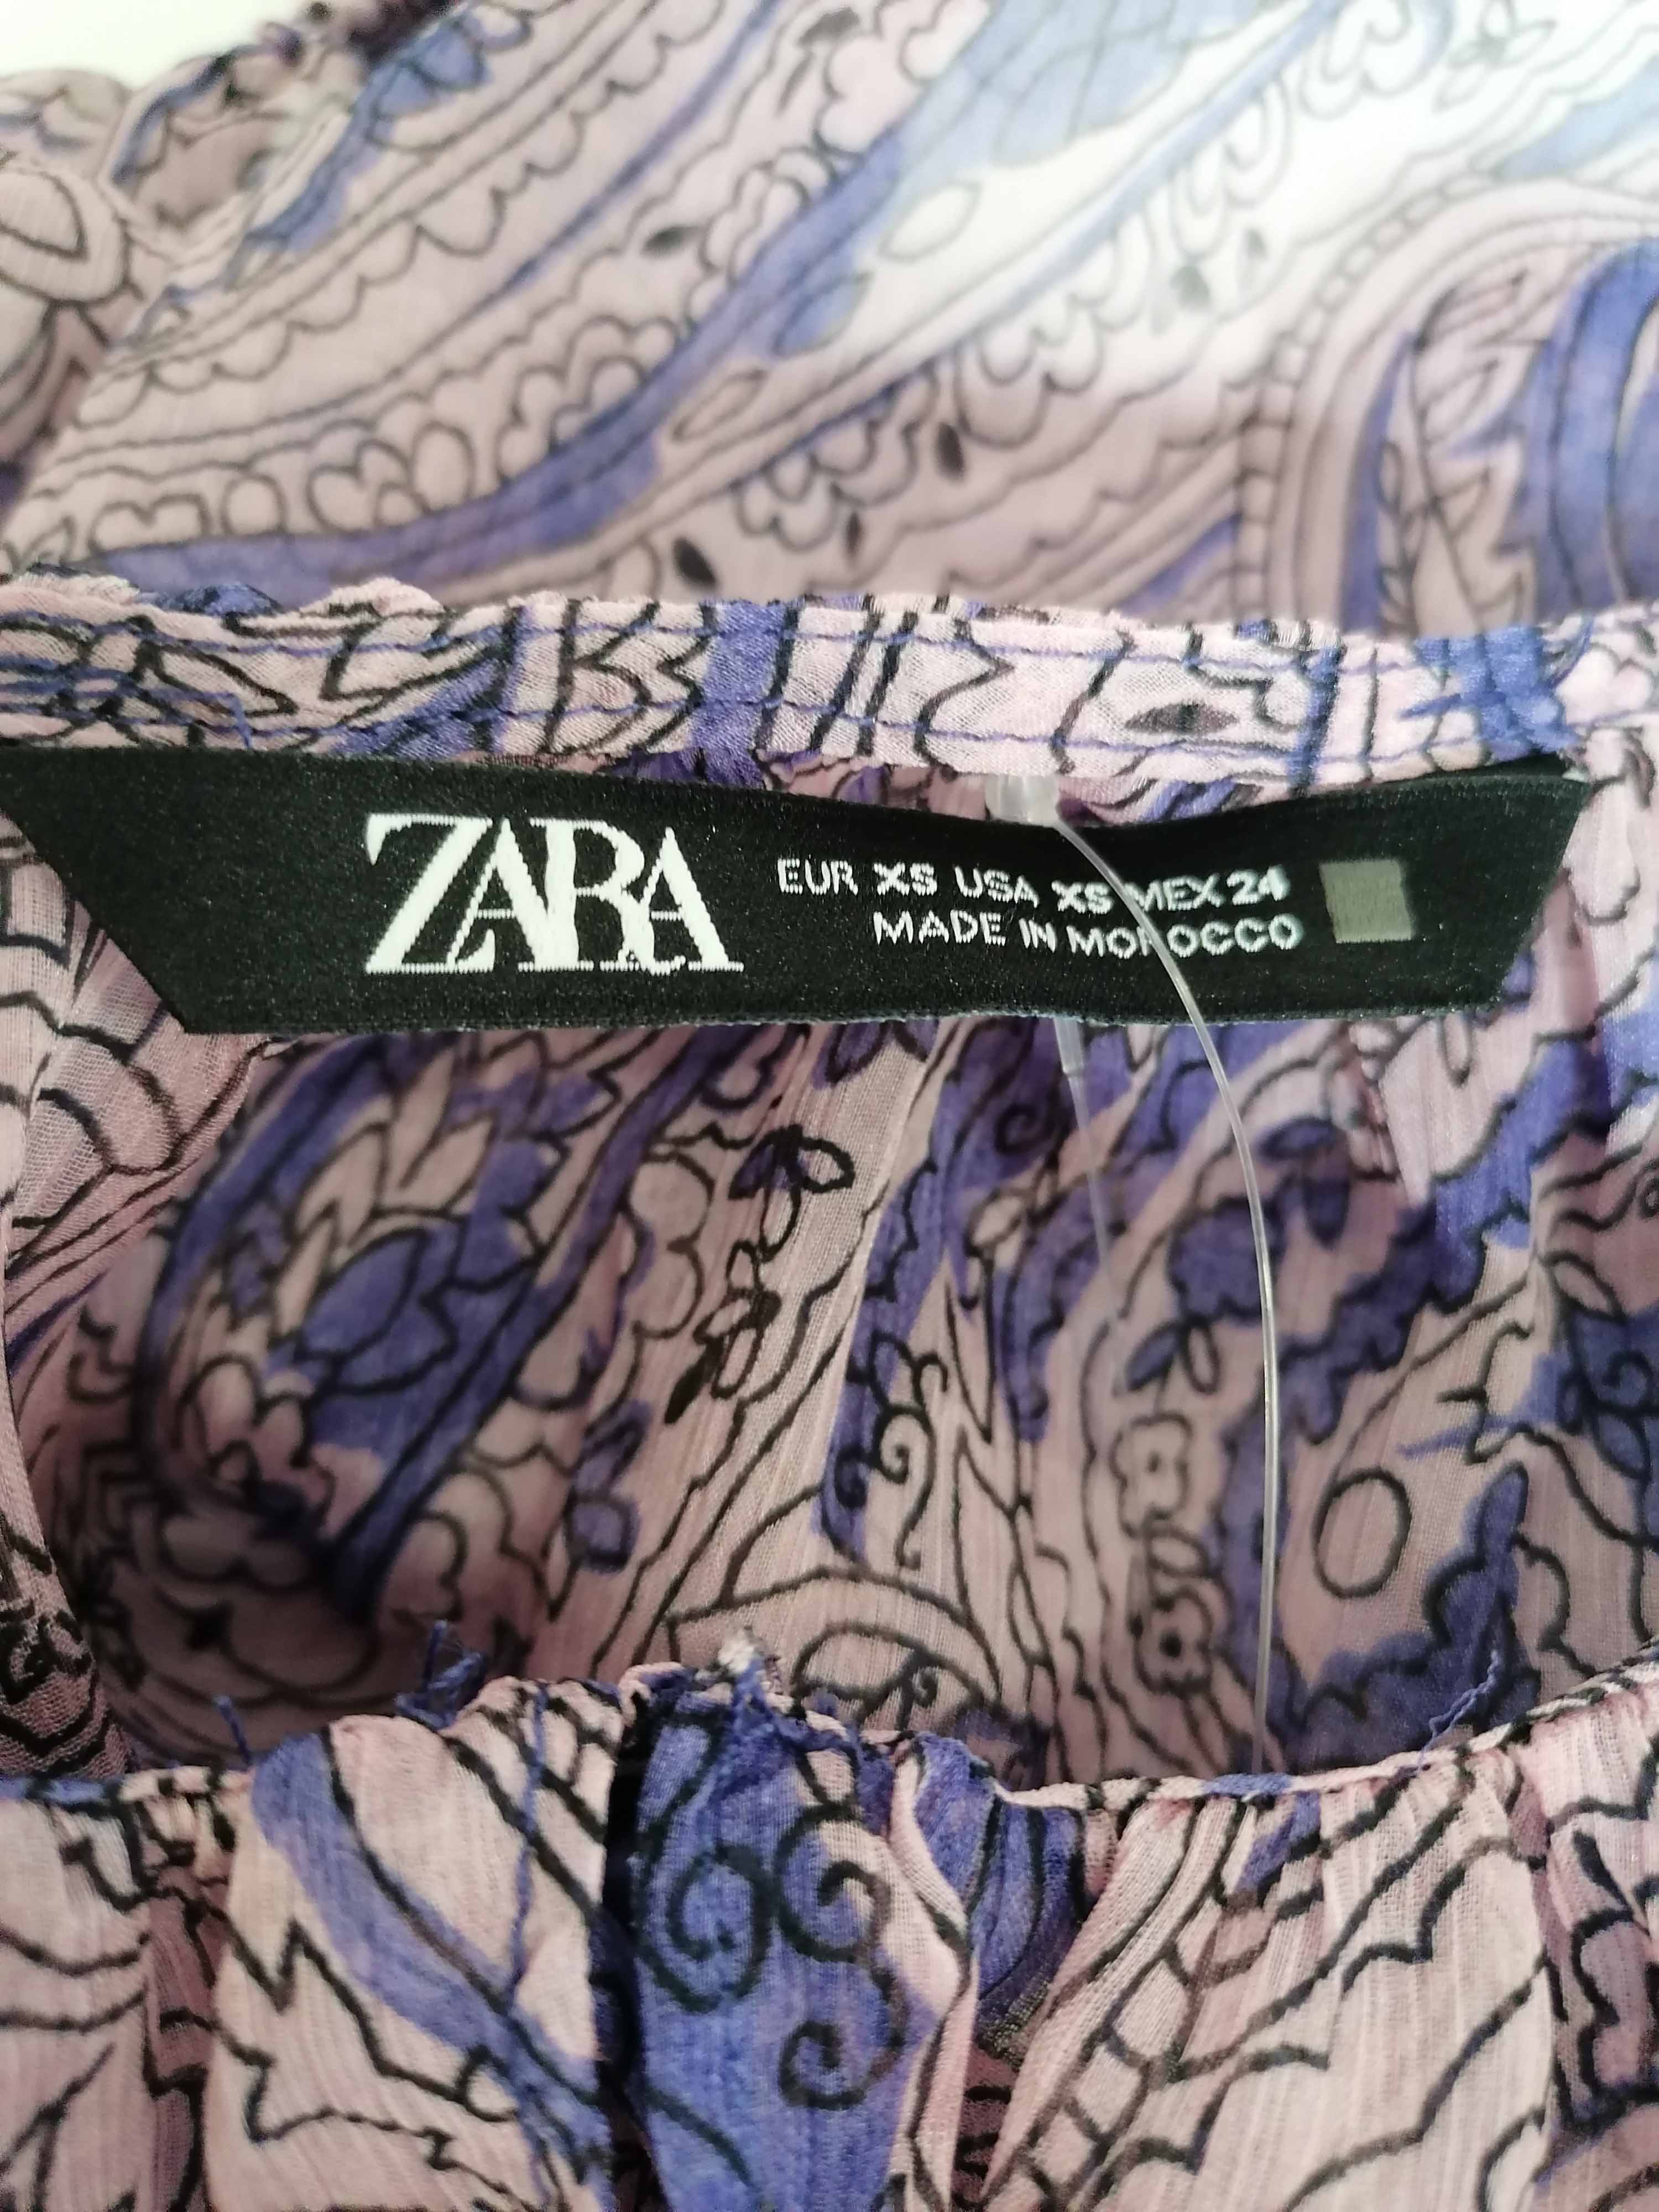 ZARA
EUR XS USA XS MEX 24
MADE IN MOROCCO